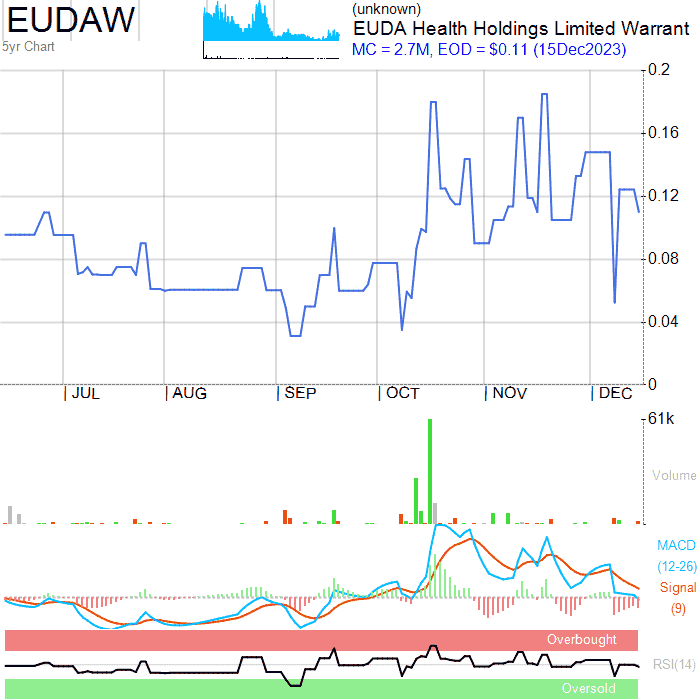 EUDAW
5yr Chart
(unknown)
EUDA Health Holdings Limited Warrant
MC = 2.7M, EOD = $0.11 (15Dec2023)
0.2
0.16
0.12
0.08
0.04
0
| JUL | AUG | SEP | OCT | NOV | DEC
61k
Volume
MACD
(12-26)
Signal
(9)
Overbought
RSI(14)
Oversold